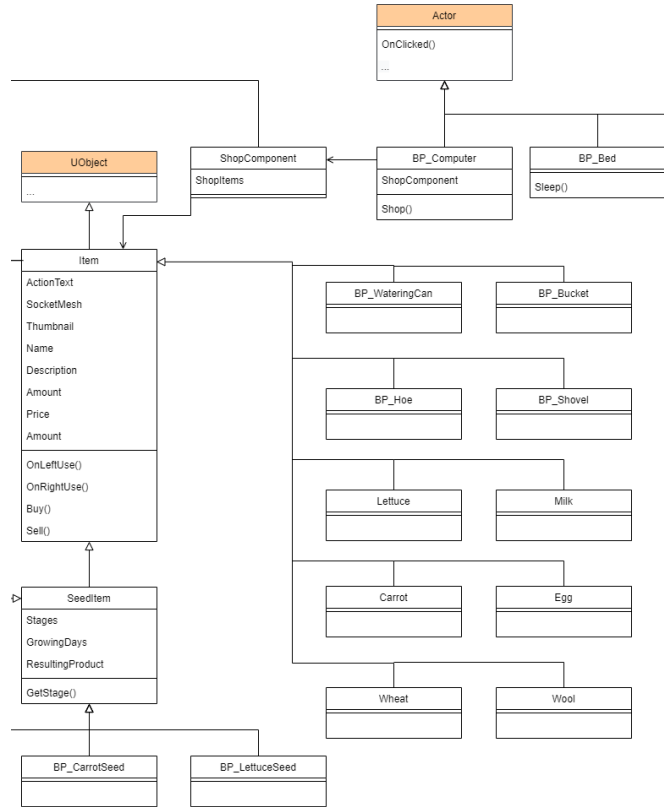 Actor
OnClicked()
...
UObject
...
ShopComponent
ShopItems
BP_Computer
ShopComponent
Shop()
BP_Bed
Sleep()
Item
ActionText
SocketMesh
Thumbnail
Name
Description
Amount
Price
Amount
OnLeftUse()
OnRightUse()
Buy()
Sell()
BP_WateringCan
BP_Bucket
BP_Hoe
BP_Shovel
Lettuce
Milk
Carrot
Egg
Wheat
Wool
SeedItem
Stages
GrowingDays
ResultingProduct
GetStage()
BP_CarrotSeed
BP_LettuceSeed